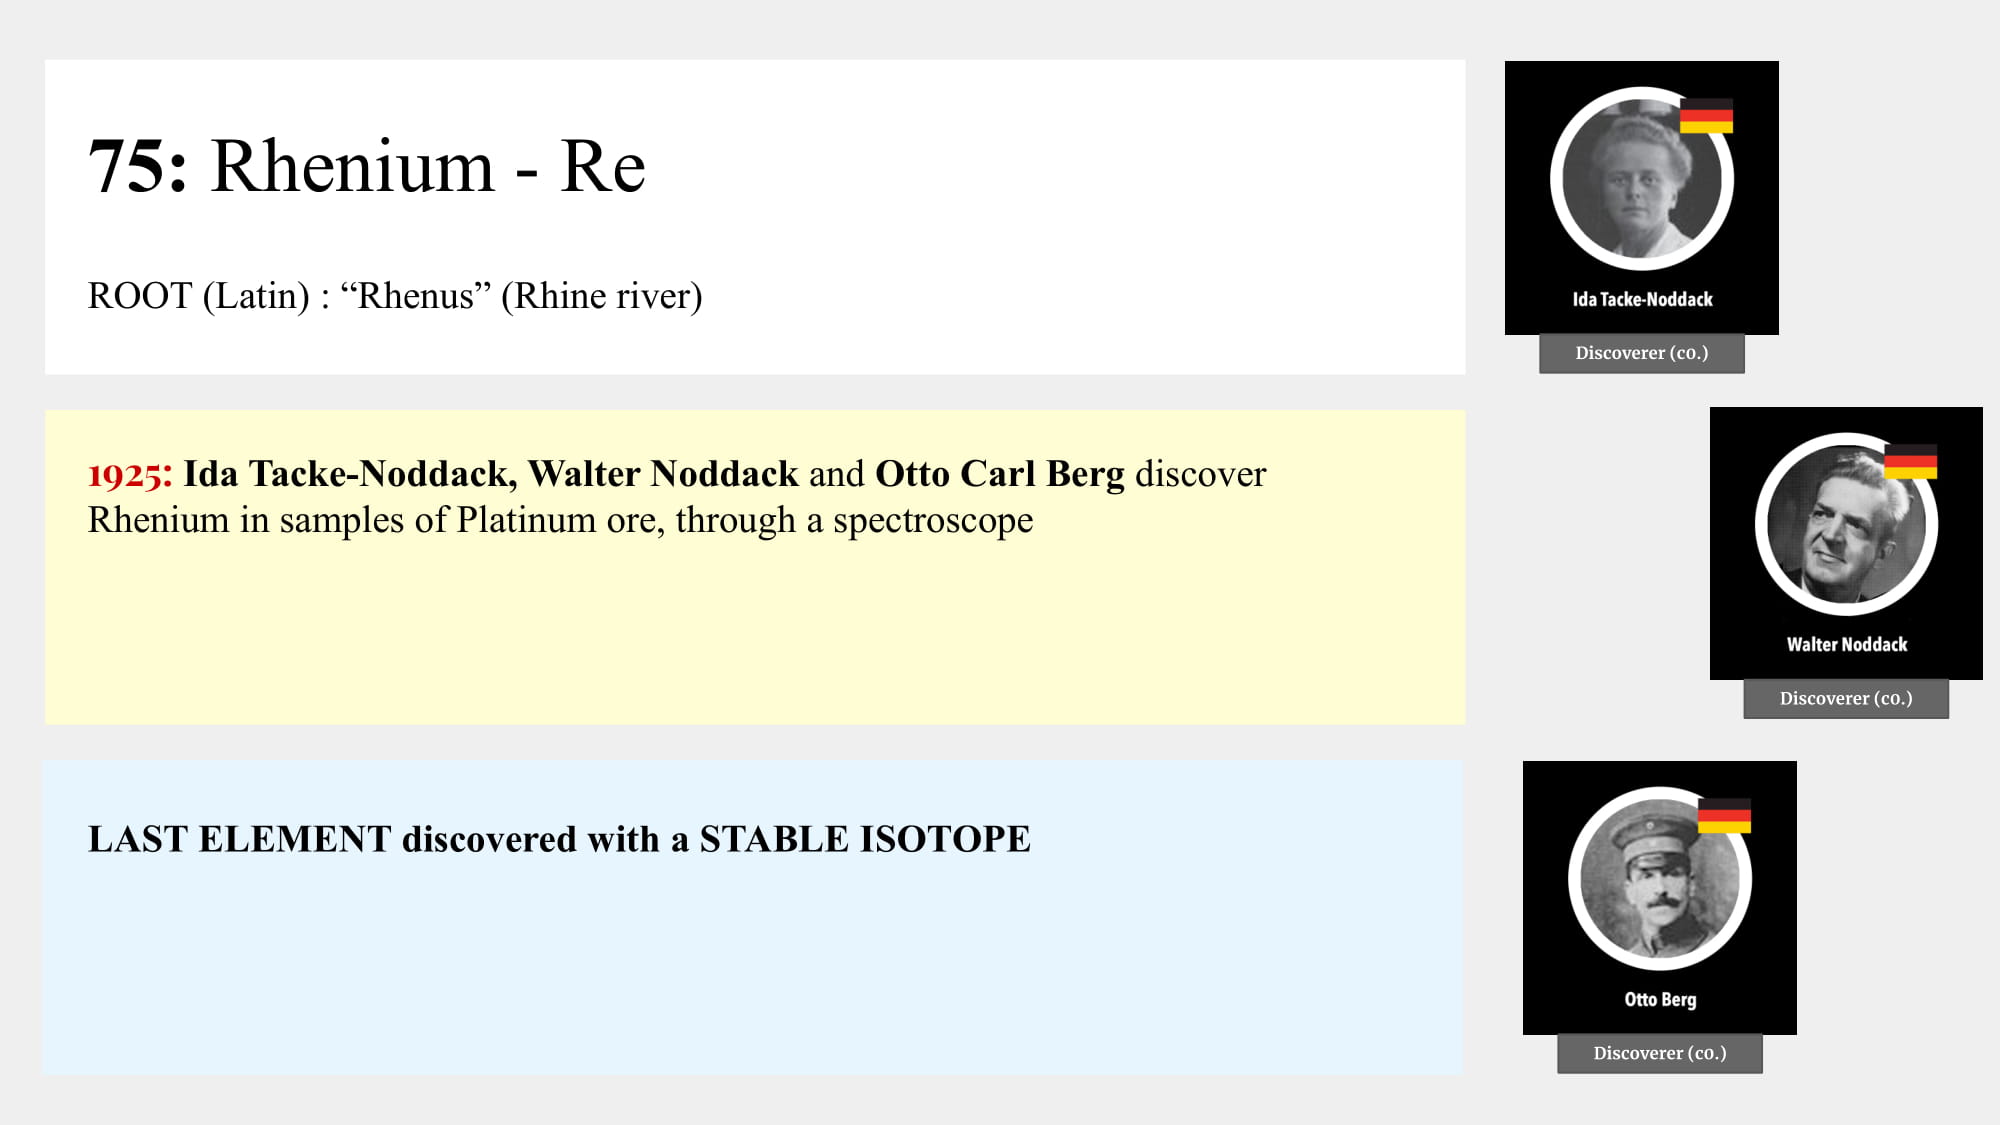 75: Rhenium - Re
ROOT (Latin) : “Rhenus” (Rhine river)
Ida Tacke-Noddack
Discoverer (co.)
1925: Ida Tacke-Noddack, Walter Noddack and Otto Carl Berg discover
Rhenium in samples of Platinum ore, through a spectroscope
Walter Noddack
Discoverer (co.)
LAST ELEMENT discovered with a STABLE ISOTOPE
Otto Berg
Discoverer (co.)